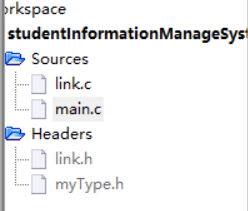 orkspace
studentInformationManageSyst
Sources
link.c
main.c
Headers
link.h
myType.h